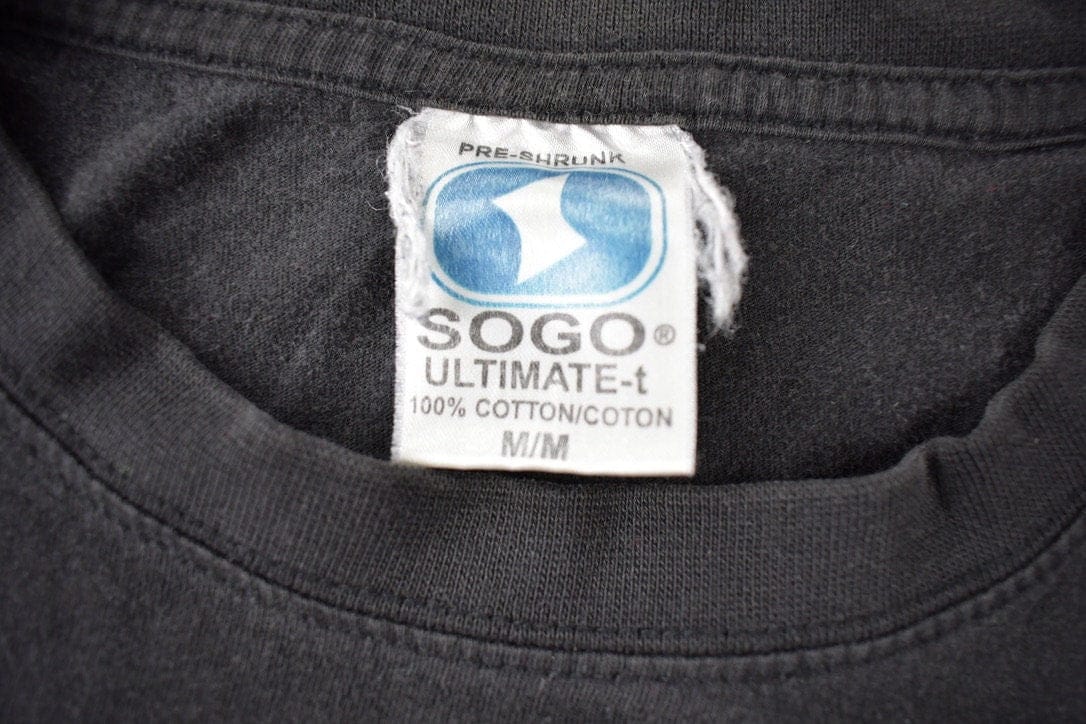 PRE-SHRUNK
SOGO®
ULTIMATE-t
100% COTTON/COTON
M/M